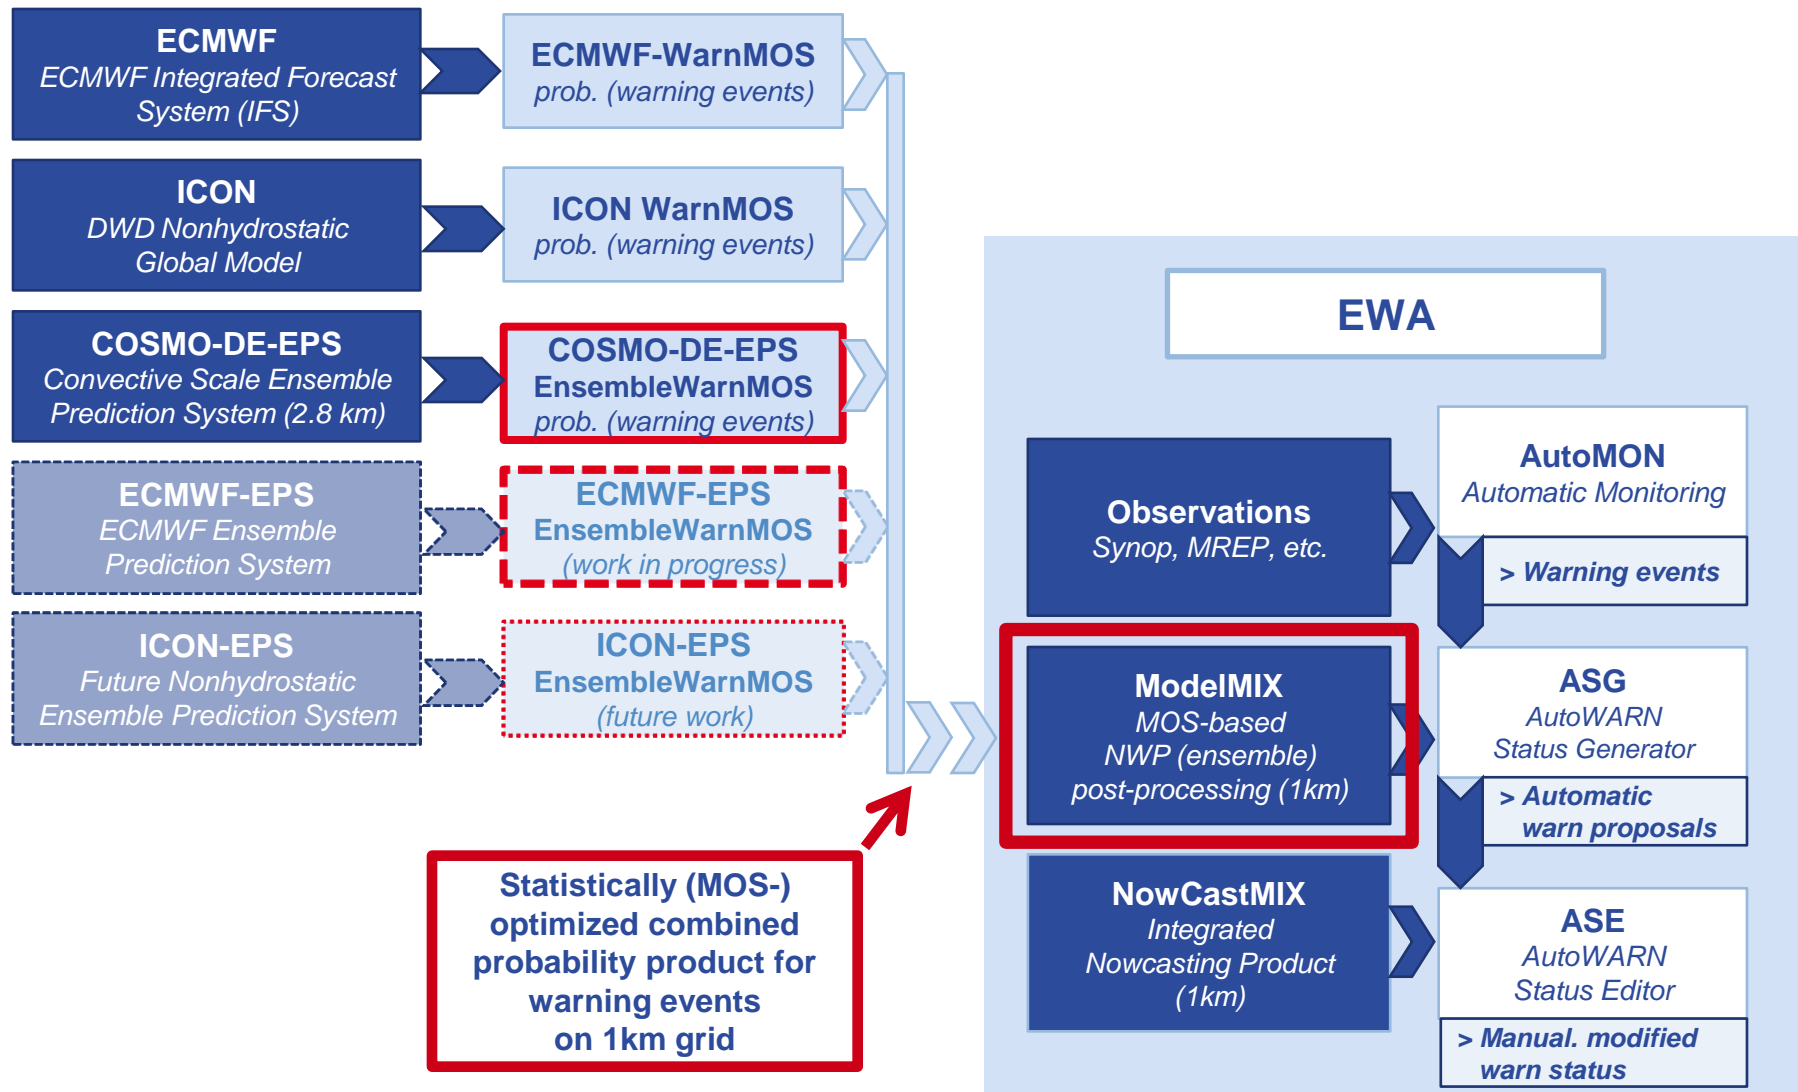 ECMWF
ECMWF Integrated Forecast
System (IFS)
ECMWF-WarnMOS
prob. (warning events)
ICON
DWD Nonhydrostatic
Global Model
ICON WarnMOS
prob. (warning events)
COSMO-DE-EPS
Convective Scale Ensemble
Prediction System (2.8 km)
COSMO-DE-EPS
EnsembleWarnMOS
prob. (warning events)
ECMWF-EPS
ECMWF Ensemble
Prediction System
ECMWF-EPS
EnsembleWarnMOS
(work in progress)
ICON-EPS
Future Nonhydrostatic
Ensemble Prediction System
ICON-EPS
EnsembleWarnMOS
(future work)
Statistically (MOS-)
optimized combined
probability product for
warning events
on 1km grid
EWA
Observations
Synop, MREP, etc.
AutoMON
Automatic Monitoring
> Warning events
ModelMIX
MOS-based
NWP (ensemble)
post-processing (1km)
ASG
AutoWARN
Status Generator
> Automatic
warn proposals
NowCastMIX
Integrated
Nowcasting Product
(1km)
ASE
AutoWARN
Status Editor
> Manual. modified
warn status